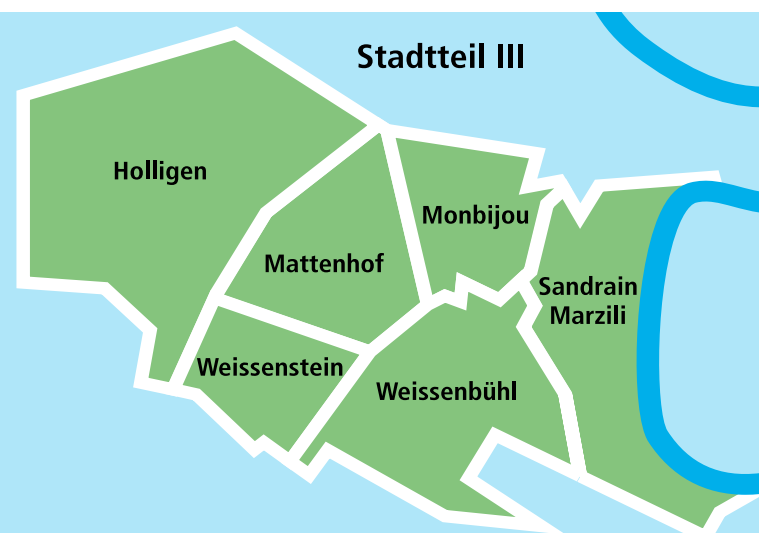 Stadtteil III
Holligen
Monbijou
Mattenhof
Sandrain
Marzili
Weissenstein
Weissenbühl